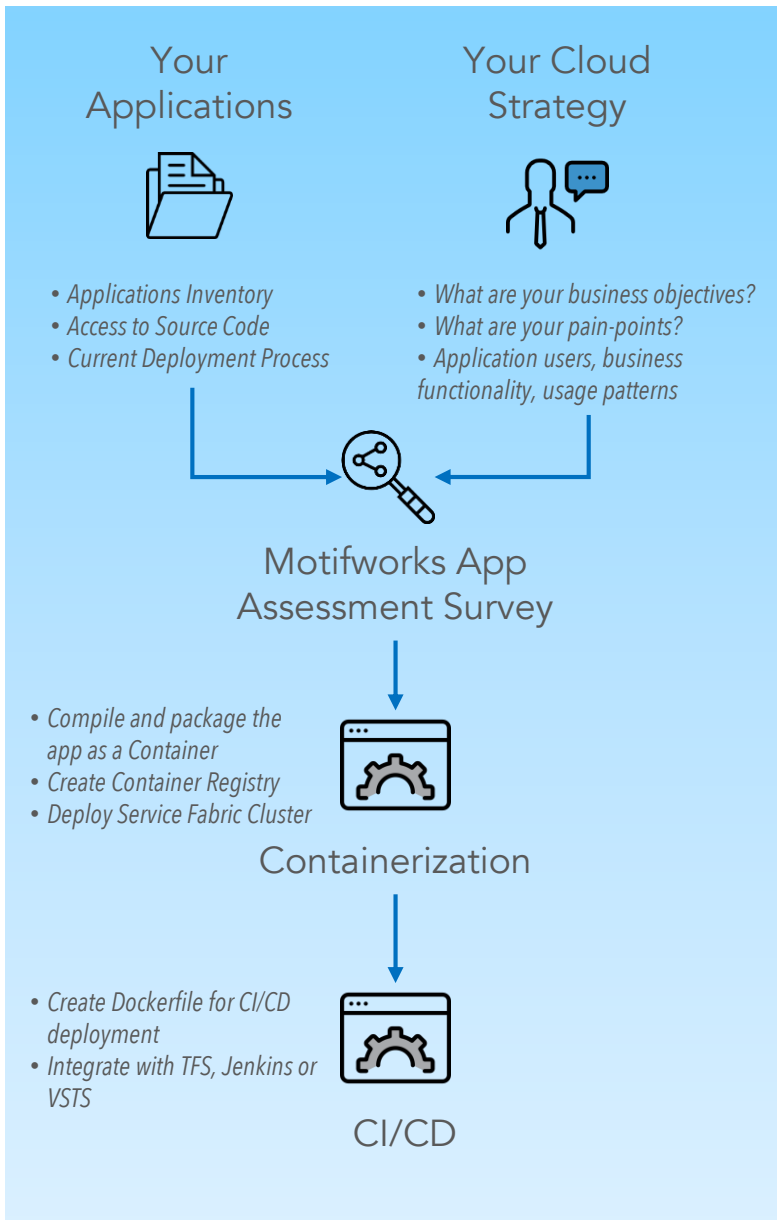 Your
Applications
Your Cloud
Strategy
• Applications Inventory
• Access to Source Code
• Current Deployment Process
• What are your business objectives?
• What are your pain-points?
• Application users, business
functionality, usage patterns
Motifworks App
Assessment Survey
• Compile and package the
app as a Container
• Create Container Registry
• Deploy Service Fabric Cluster
Containerization
• Create Dockerfile for CI/CD
deployment
• Integrate with TFS, Jenkins or
VSTS
CI/CD